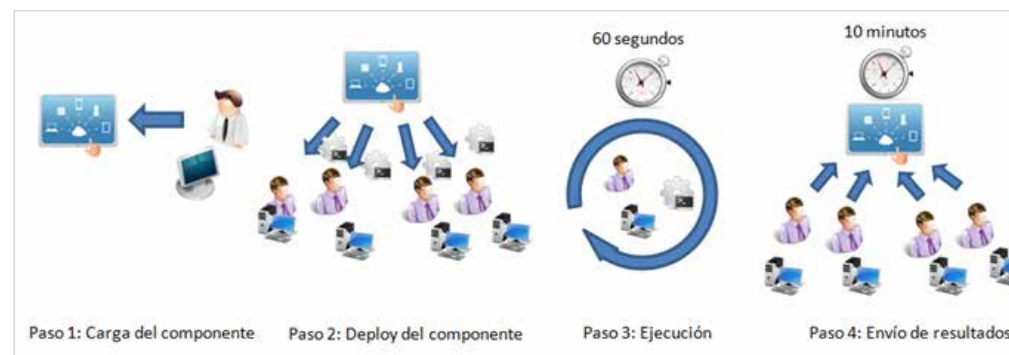 60 segundos
10 minutos
Paso 1: Carga del componente
Paso 2: Deploy del componente
Paso 3: Ejecución
Paso 4: Envío de resultados